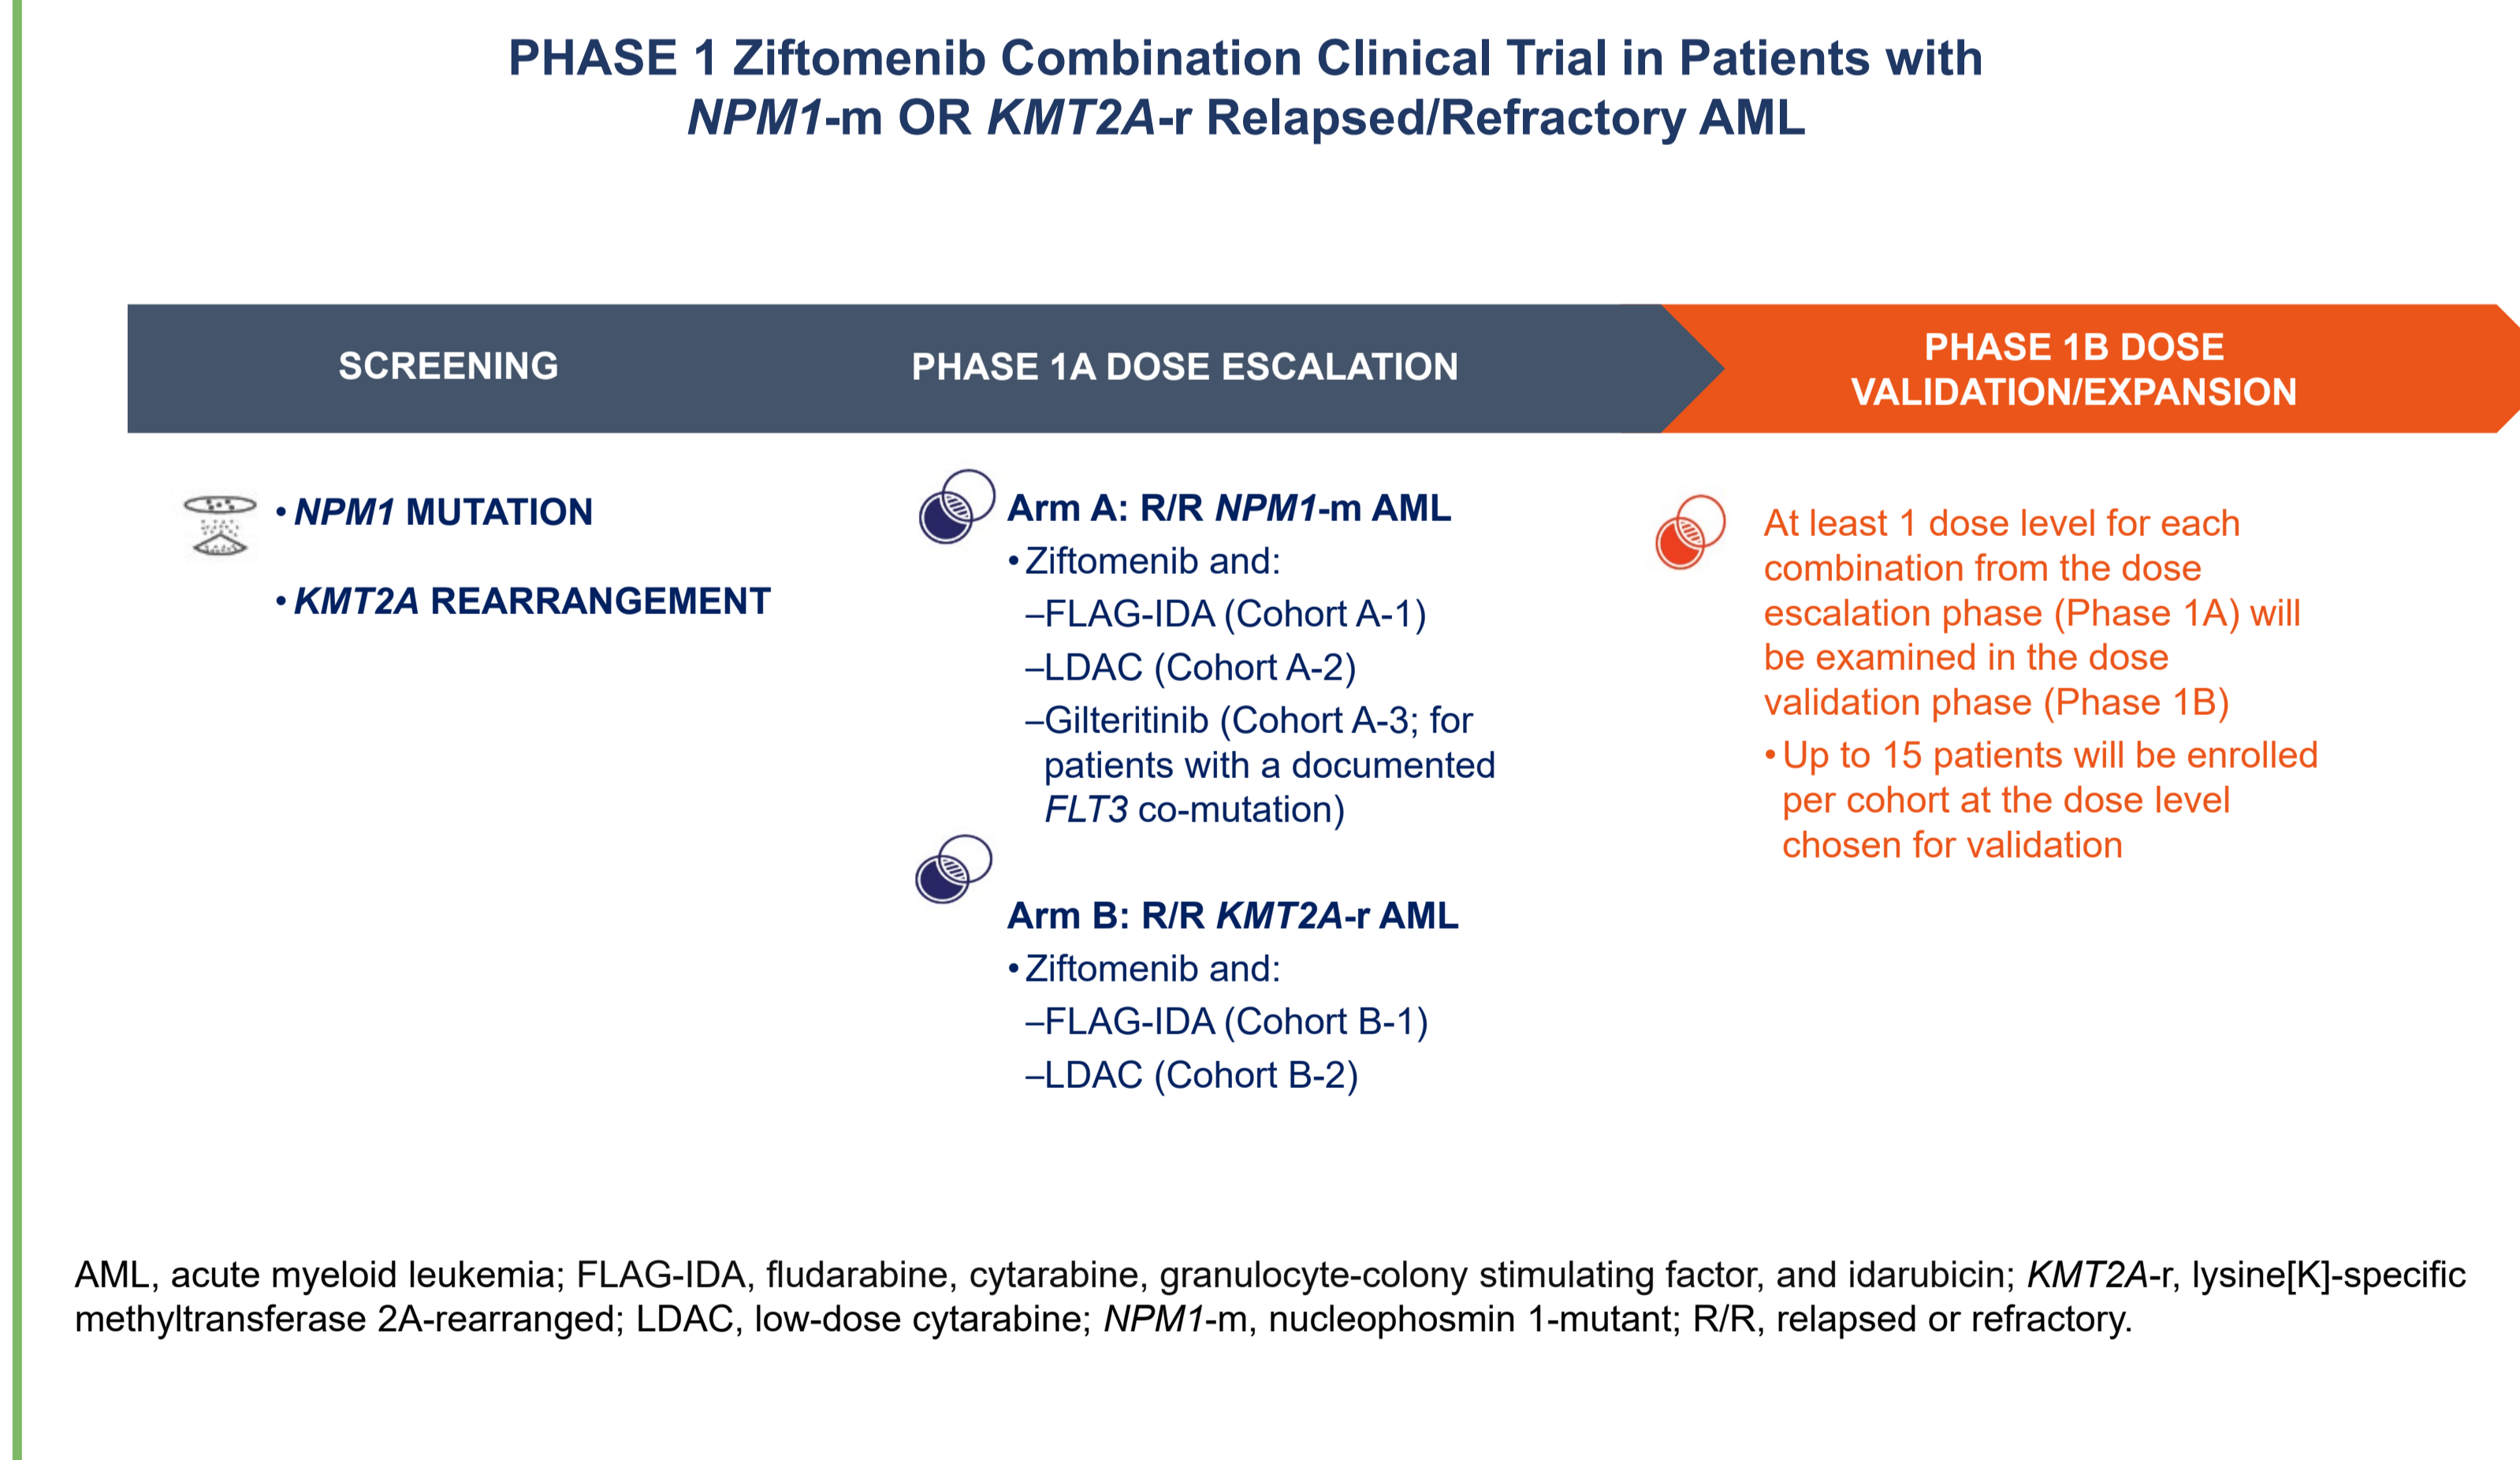 PHASE 1 Ziftomenib Combination Clinical Trial in Patients with
NPM1-m OR KMT2A-r Relapsed/Refractory AML
SCREENING
•NPM1 MUTATION
•KMT2A REARRANGEMENT
PHASE 1A DOSE ESCALATION
Arm A: R/R NPM1-m AML
•Ziftomenib and:
–FLAG-IDA (Cohort A-1)
–LDAC (Cohort A-2)
–Gilteritinib (Cohort A-3; for
patients with a documented
FLT3 co-mutation)
Arm B: R/R KMT2A-r AML
•Ziftomenib and:
–FLAG-IDA (Cohort B-1)
–LDAC (Cohort B-2)
PHASE 1B DOSE
VALIDATION/EXPANSION
At least 1 dose level for each
combination from the dose
escalation phase (Phase 1A) will
be examined in the dose
validation phase (Phase 1B)
•Up to 15 patients will be enrolled
per cohort at the dose level
chosen for validation
AML, acute myeloid leukemia; FLAG-IDA, fludarabine, cytarabine, granulocyte-colony stimulating factor, and idarubicin; KMT2A-r, lysine[K]-specific
methyltransferase 2A-rearranged; LDAC, low-dose cytarabine; NPM1-m, nucleophosmin 1-mutant; R/R, relapsed or refractory.